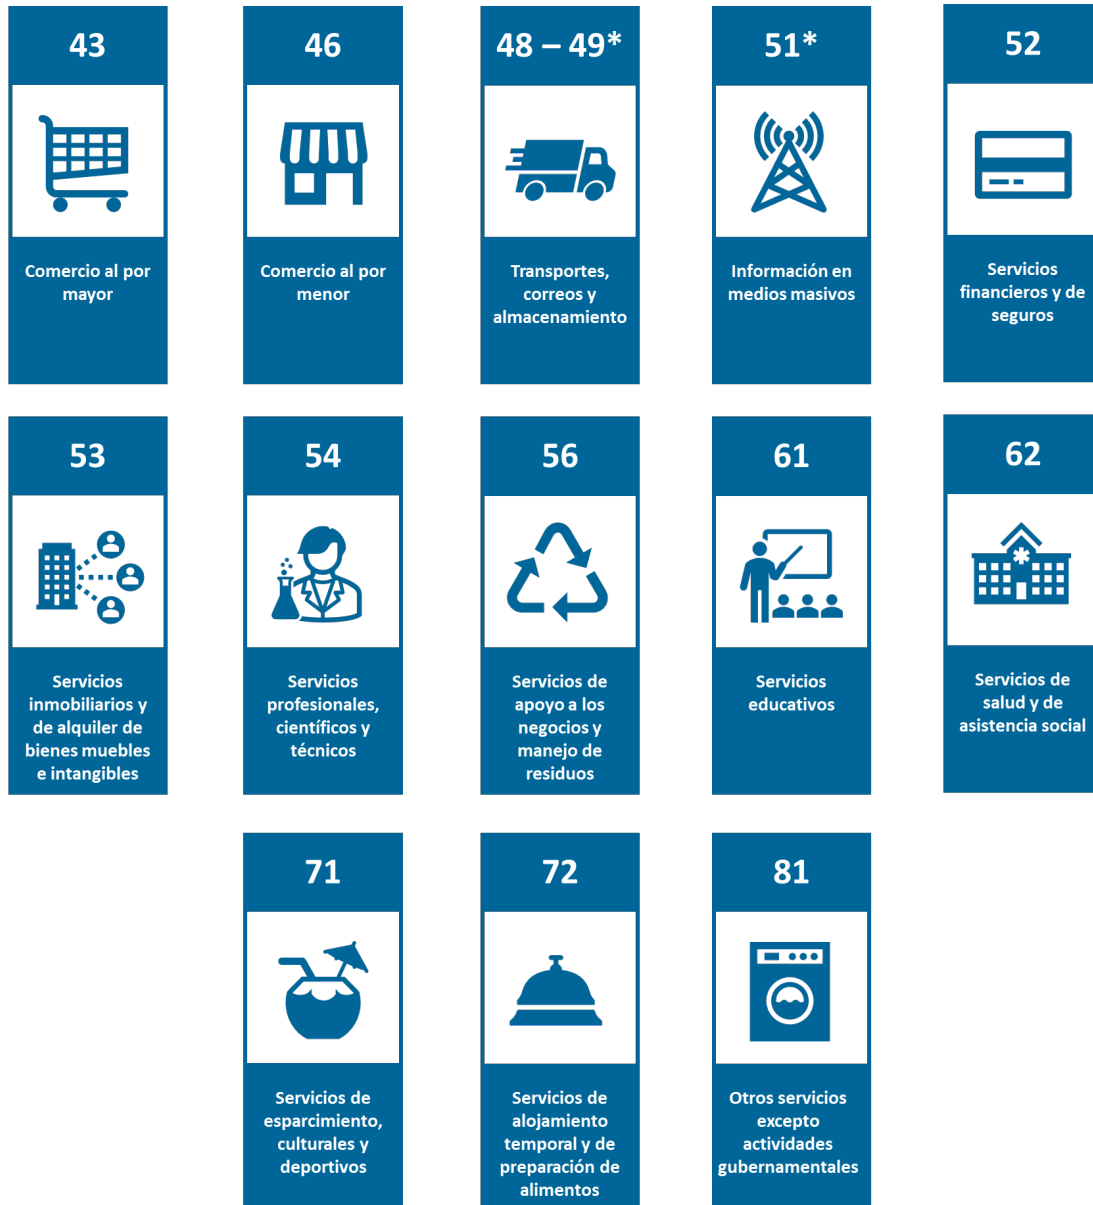 43
Comercio al por
mayor
46
Comercio al por
menor
48 – 49*
Transportes,
correos y
almacenamiento
51*
Información en
medios masivos
52
Servicios
financieros y de
seguros
53
Servicios
inmobiliarios y
de alquiler de
bienes muebles
e intangibles
54
Servicios
profesionales,
científicos y
técnicos
56
Servicios de
apoyo a los
negocios y
manejo de
residuos
61
Servicios
educativos
62
Servicios de
salud y de
asistencia social
71
Servicios de
esparcimiento,
culturales y
deportivos
72
Servicios de
alojamiento
temporal y de
preparación de
alimentos
81
Otros servicios
excepto
actividades
gubernamentales